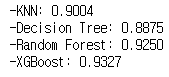 -KNN: 0.9004
-Decision Tree: 0.8875
-Random Forest: 0.9250
-XGBoost: 0.9327